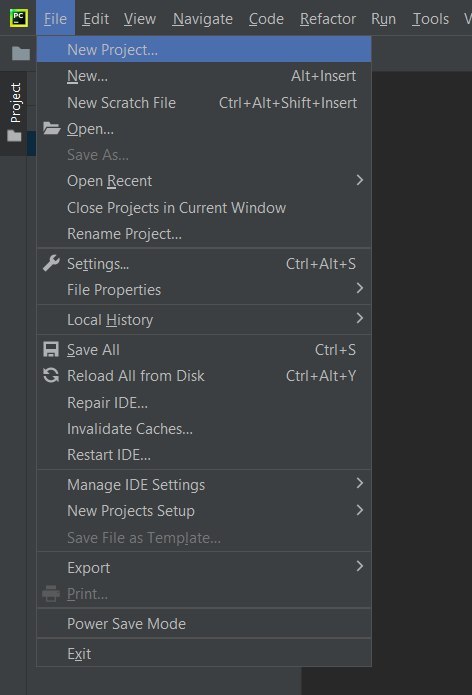 PC File Edit View Navigate Code Refactor Run Tools
Project
New Project...
New... Alt+Insert
New Scratch File Ctrl+Alt+Shift+Insert
Open...
Save As...
Open Recent
Close Projects in Current Window
Rename Project...
Settings... Ctrl+Alt+S
File Properties
Local History
Save All Ctrl+S
Reload All from Disk Ctrl+Alt+Y
Repair IDE...
Invalidate Caches...
Restart IDE...
Manage IDE Settings
New Projects Setup
Save File as Template...
Export
Print...
Power Save Mode
Exit